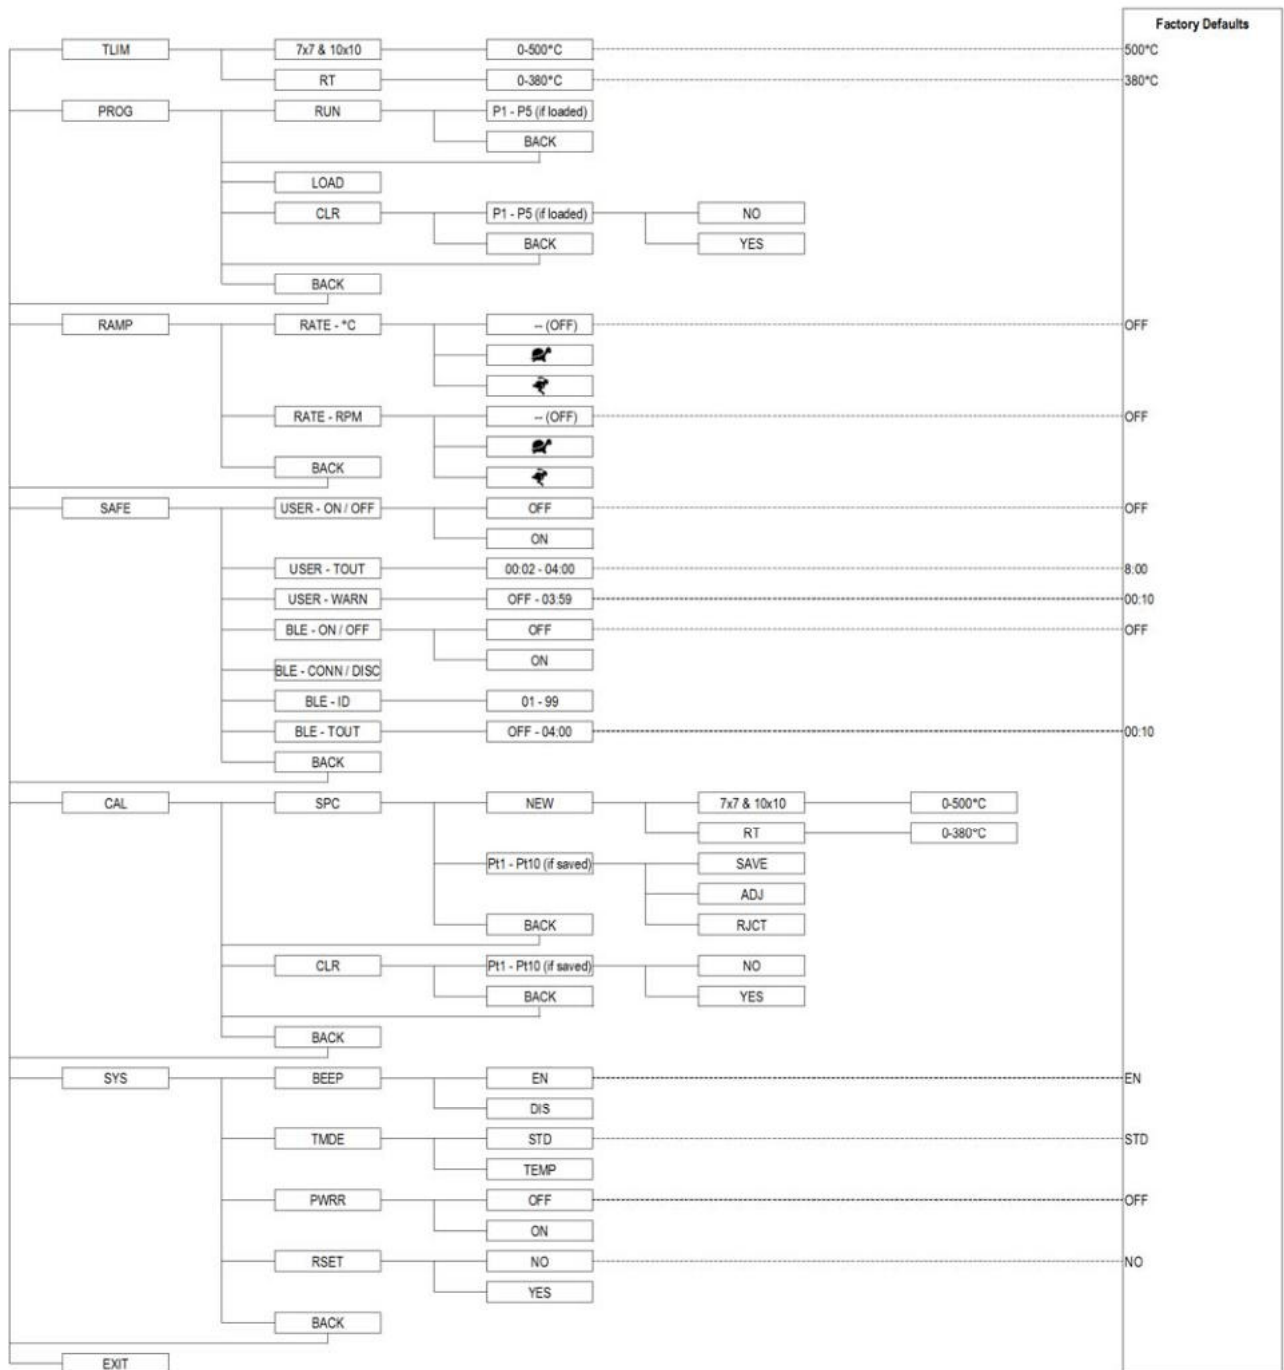 Factory Defaults
TLIM 7x7 & 10x10 0-500°C 500°C
RT 0-380°C 380°C
PROG RUN P1 - P5 (if loaded)
BACK
LOAD
CLR P1 - P5 (if loaded) NO
BACK YES
BACK
RAMP RATE - °C -- (OFF) OFF
RATE - RPM -- (OFF) OFF
BACK
SAFE USER - ON / OFF OFF OFF
ON
USER - TOUT 00:02 - 04:00 8:00
USER - WARN OFF - 03:59 00:10
BLE - ON / OFF OFF OFF
ON
BLE - CONN / DISC
BLE - ID 01 - 99
BLE - TOUT OFF - 04:00 00:10
BACK
CAL SPC NEW 7x7 & 10x10 0-500°C
RT 0-380°C
Pt1 - Pt10 (if saved) SAVE
ADJ
BACK RJCT
CLR Pt1 - Pt10 (if saved) NO
BACK YES
BACK
SYS BEEP EN EN
DIS
TMDE STD STD
TEMP
PWRR OFF OFF
ON
RSET NO NO
YES
BACK
EXIT